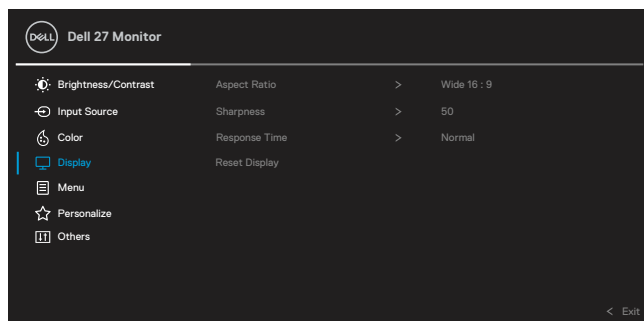 DELL Dell 27 Monitor
Brightness/Contrast Aspect Ratio > Wide 16 : 9
Input Source Sharpness > 50
Color Response Time > Normal
Display Reset Display
Menu
Personalize
Others
< Exit